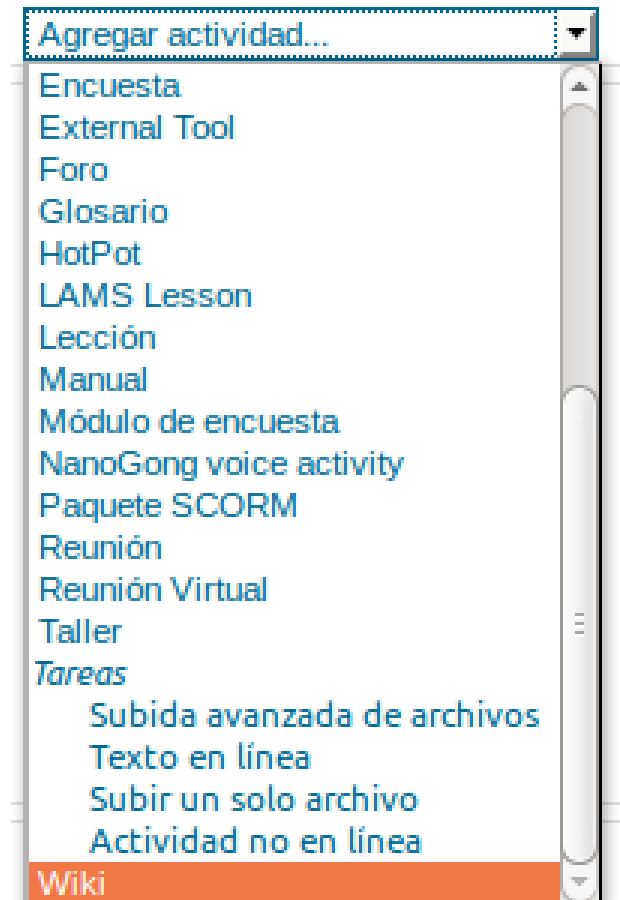 Agregar actividad...
Encuesta
External Tool
Foro
Glosario
HotPot
LAMS Lesson
Lección
Manual
Módulo de encuesta
NanoGong voice activity
Paquete SCORM
Reunión
Reunión Virtual
Taller
Tareas
Subida avanzada de archivos
Texto en línea
Subir un solo archivo
Actividad no en línea
Wiki